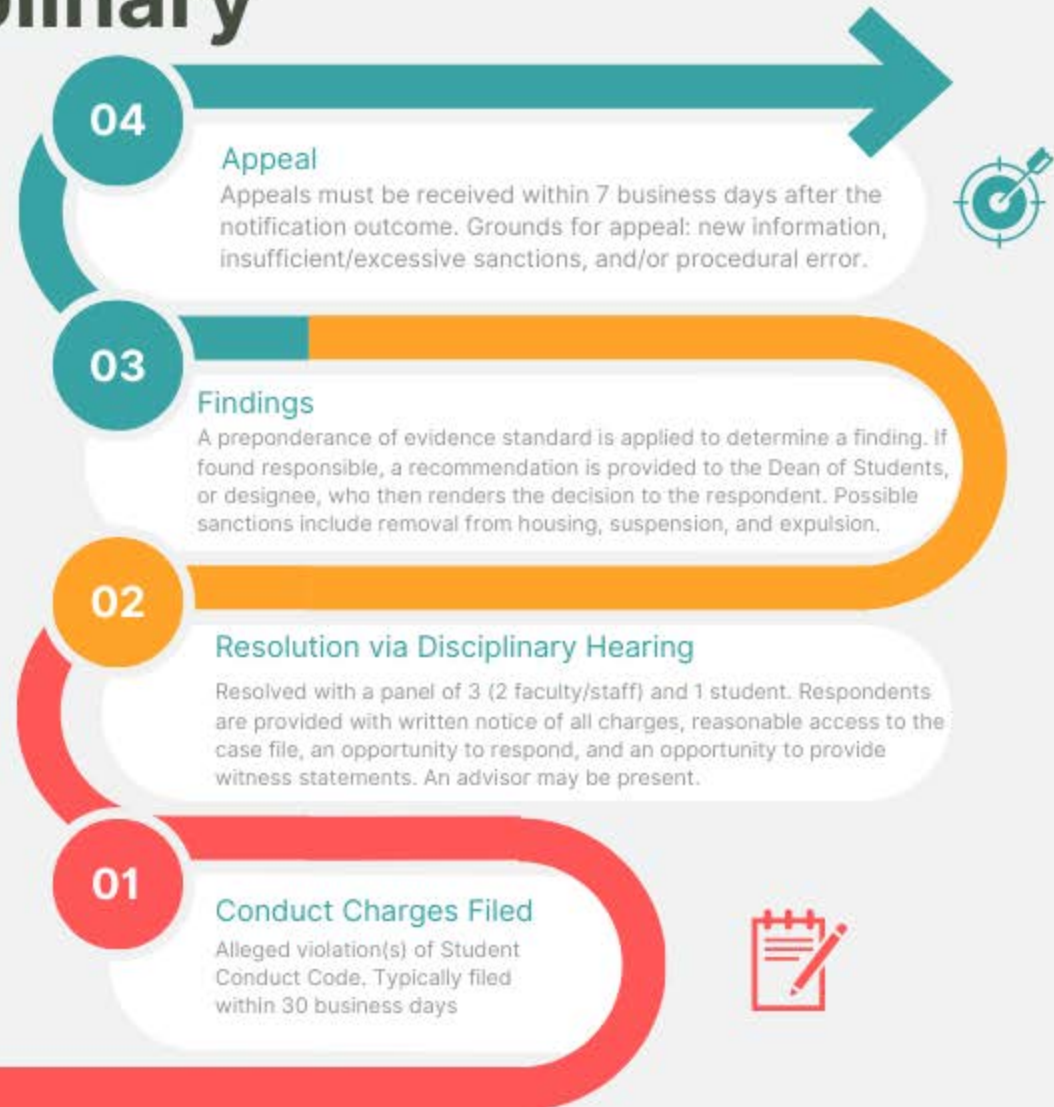 plinary
04
Appeal
Appeals must be received within 7 business days after the
notification outcome. Grounds for appeal: new information,
insufficient/excessive sanctions, and/or procedural error.
03
Findings
A preponderance of evidence standard is applied to determine a finding. If
found responsible, a recommendation is provided to the Dean of Students,
or designee, who then renders the decision to the respondent. Possible
sanctions include removal from housing, suspension, and expulsion.
02
Resolution via Disciplinary Hearing
Resolved with a panel of 3 (2 faculty/staff) and 1 student. Respondents
are provided with written notice of all charges, reasonable access to the
case file, an opportunity to respond, and an opportunity to provide
witness statements. An advisor may be present.
01
Conduct Charges Filed
Alleged violation(s) of Student
Conduct Code. Typically filed
within 30 business days